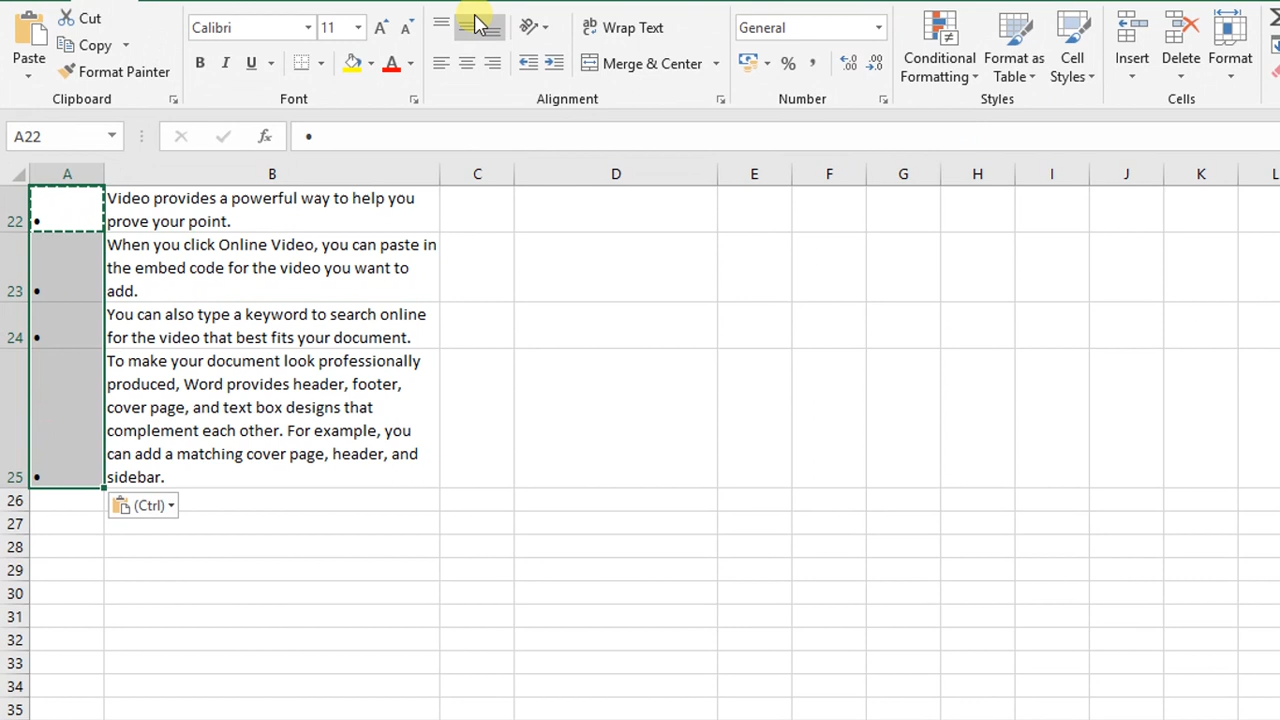 Cut
Copy
Format Painter
Paste
Clipboard
Calibri
11
A A
B I U A
Font
ab Wrap Text
Merge & Center
Alignment
General
% ,
Number
Conditional Formatting
Format as Table
Cell Styles
Styles
Insert
Delete
Format
Cells
A22
fx
•
A B C D E F G H I J K L
22 • Video provides a powerful way to help you
prove your point.
23 • When you click Online Video, you can paste in
the embed code for the video you want to
add.
24 • You can also type a keyword to search online
for the video that best fits your document.
25 • To make your document look professionally
produced, Word provides header, footer,
cover page, and text box designs that
complement each other. For example, you
can add a matching cover page, header, and
sidebar.
(Ctrl)
26
27
28
29
30
31
32
33
34
35